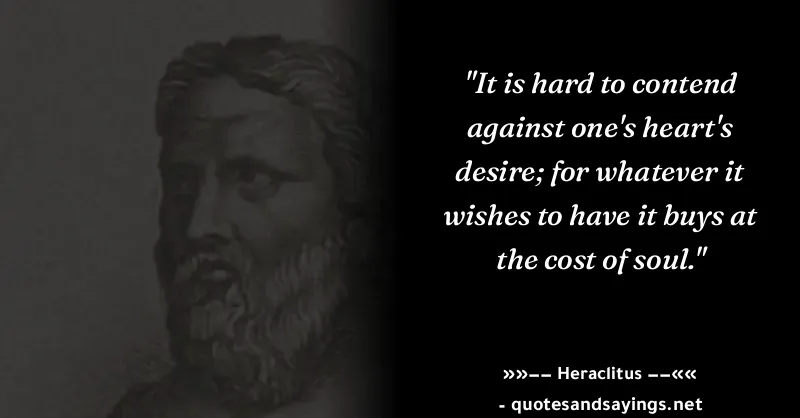 "It is hard to contend
against one's heart's
desire; for whatever it
wishes to have it buys at
the cost of soul."
»»–– Heraclitus ––««
- quotesandsayings.net